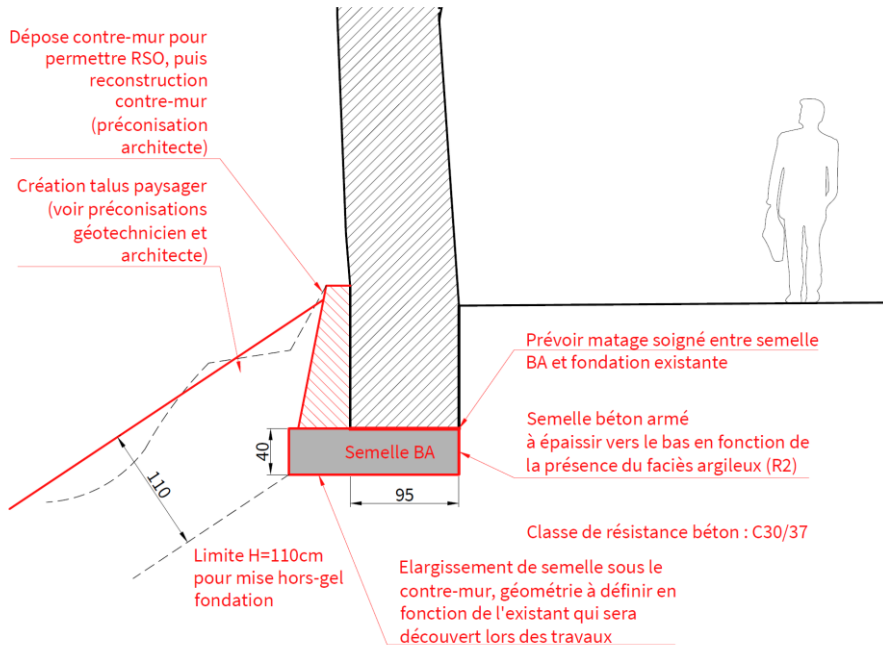 Dépose contre-mur pour
permettre RSO, puis
reconstruction
contre-mur
(préconisation
architecte)
Création talus paysager
(voir préconisations
géotechnicien et
architecte)
Prévoir matage soigné entre semelle
BA et fondation existante
Semelle béton armé
à épaissir vers le bas en fonction de
la présence du faciès argileux (R2)
40
Semelle BA
110
95
Classe de résistance béton : C30/37
Limite H=110cm
pour mise hors-gel
fondation
Elargissement de semelle sous le
contre-mur, géométrie à définir en
fonction de l'existant qui sera
découvert lors des travaux